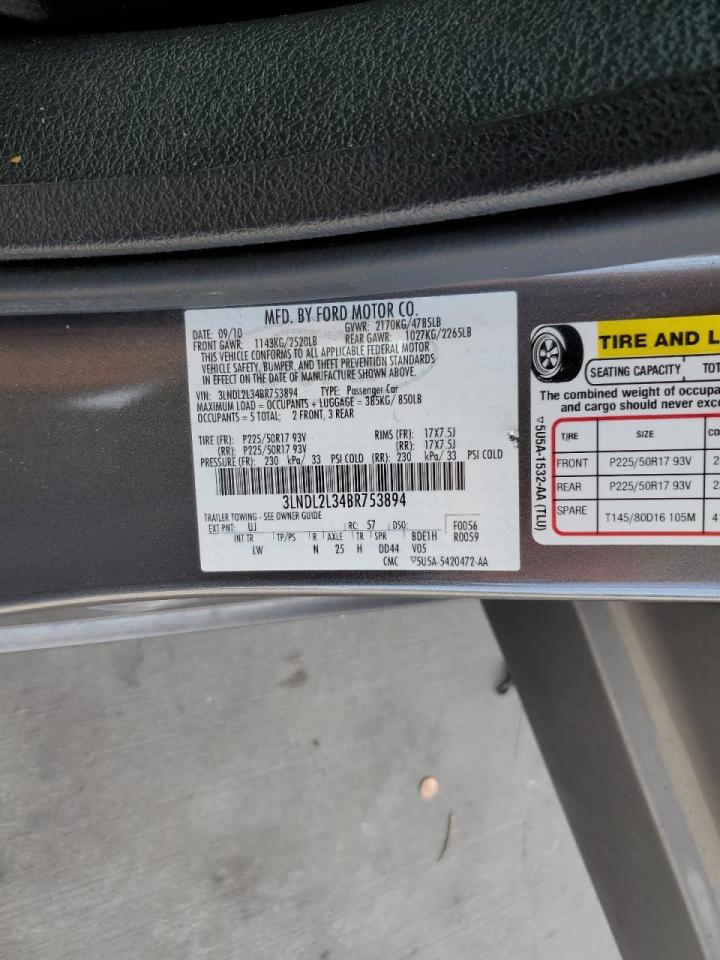 MFD. BY FORD MOTOR CO.
DATE: 09/10 GVWR: 2170KG/4785LB
FRONT GAWR: 1143KG/2520LB REAR GAWR: 1027KG/2265LB
THIS VEHICLE CONFORMS TO ALL APPLICABLE FEDERAL MOTOR
VEHICLE SAFETY, BUMPER, AND THEFT PREVENTION STANDARDS
IN EFFECT ON THE DATE OF MANUFACTURE SHOWN ABOVE.
VIN: 3LNDL2L34BR753894 TYPE: Passenger Car
MAXIMUM LOAD = OCCUPANTS + LUGGAGE = 385KG/850LB
OCCUPANTS = 5 TOTAL; 2 FRONT, 3 REAR
TIRE (FR): P225/50R17 93V RIMS (FR): 17X7.5J
(RR): P225/50R17 93V (RR): 17X7.5J
PRESSURE (FR): 230 kPa/ 33 PSI COLD (RR): 230 kPa/ 33 PSI COLD
3LNDL2L34BR753894
TRAILER TOWING - SEE OWNER GUIDE
EXT PNT: UJ RC: 57 DSO: F0056
INT TR TP/PS R AXLE TR SPR BDE1H R0059
LW N 25 H DD44 V05
CMC ▽5U5A-5420472-AA
▽5U5A-1532-AA (TLU)
TIRE AND L
SEATING CAPACITY TOT
The combined weight of occupa
and cargo should never exce
TIRE SIZE CO
FRONT P225/50R17 93V 2
REAR P225/50R17 93V 23
SPARE T145/80D16 105M 41